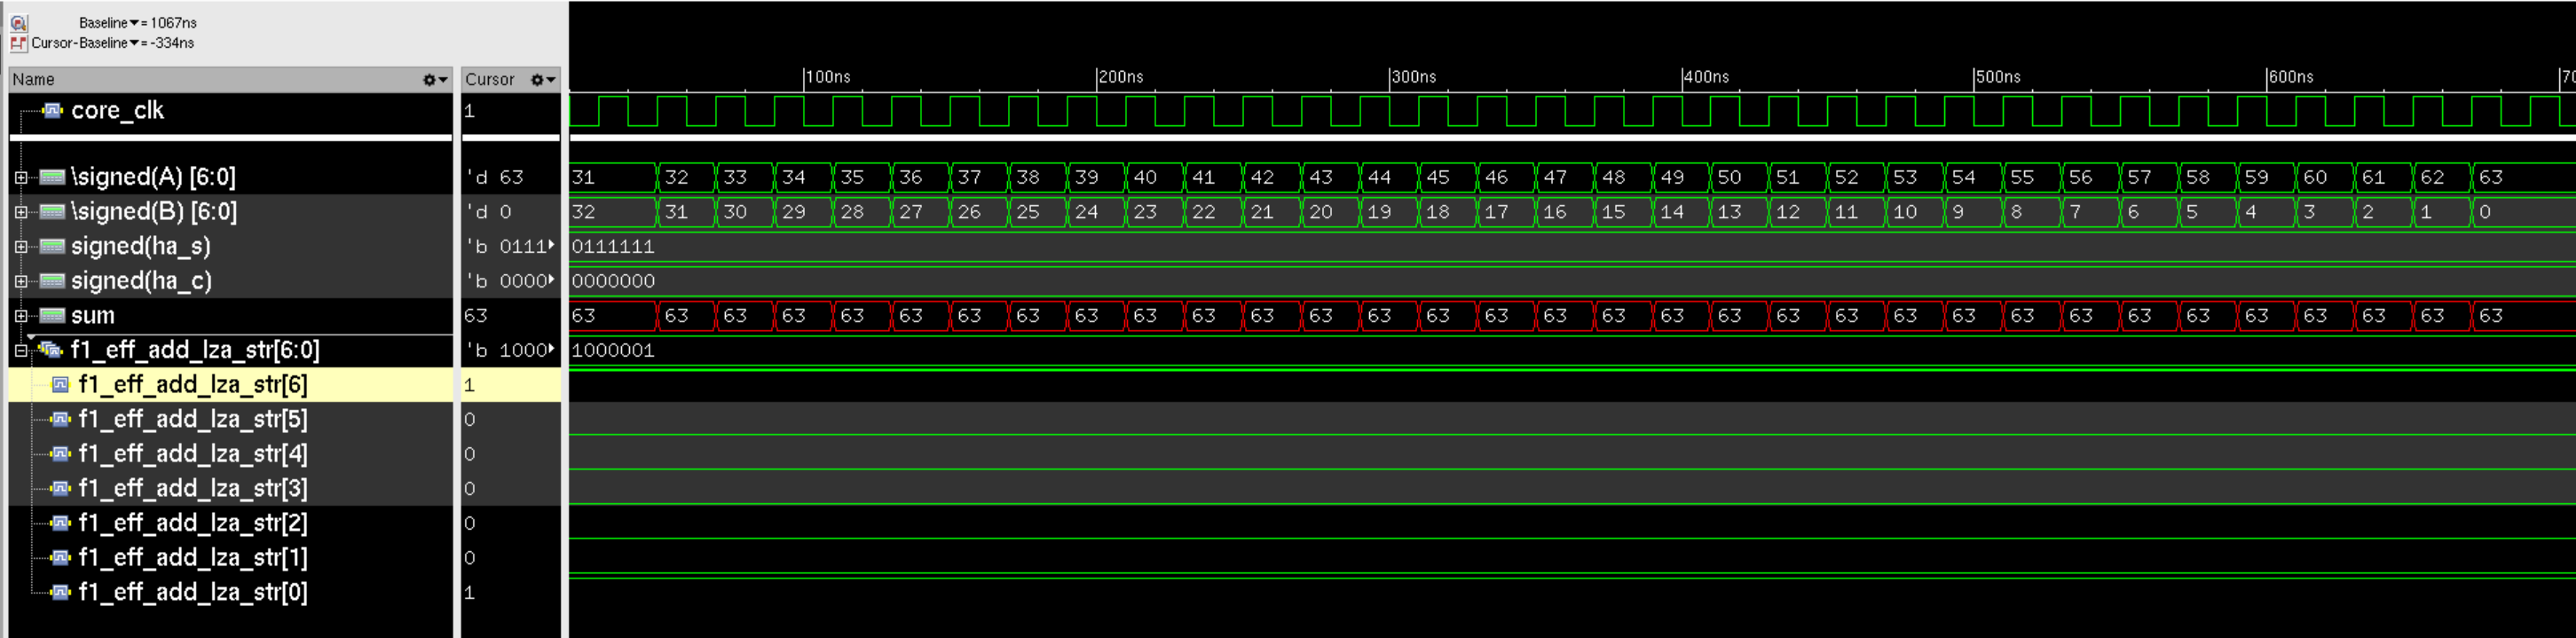 Baseline▼= 1067ns
Cursor-Baseline▼= -334ns
Name Cursor 100ns 200ns 300ns 400ns 500ns 600ns 70
core_clk 1
\signed(A) [6:0] 'd 63 31 32 33 34 35 36 37 38 39 40 41 42 43 44 45 46 47 48 49 50 51 52 53 54 55 56 57 58 59 60 61 62 63
\signed(B) [6:0] 'd 0 32 31 30 29 28 27 26 25 24 23 22 21 20 19 18 17 16 15 14 13 12 11 10 9 8 7 6 5 4 3 2 1 0
signed(ha_s) 'b 0111 0111111
signed(ha_c) 'b 0000 0000000
sum 63 63 63 63 63 63 63 63 63 63 63 63 63 63 63 63 63 63 63 63 63 63 63 63 63 63 63 63 63 63 63 63 63 63
f1_eff_add_lza_str[6:0] 'b 1000 1000001
f1_eff_add_lza_str[6] 1
f1_eff_add_lza_str[5] 0
f1_eff_add_lza_str[4] 0
f1_eff_add_lza_str[3] 0
f1_eff_add_lza_str[2] 0
f1_eff_add_lza_str[1] 0
f1_eff_add_lza_str[0] 1